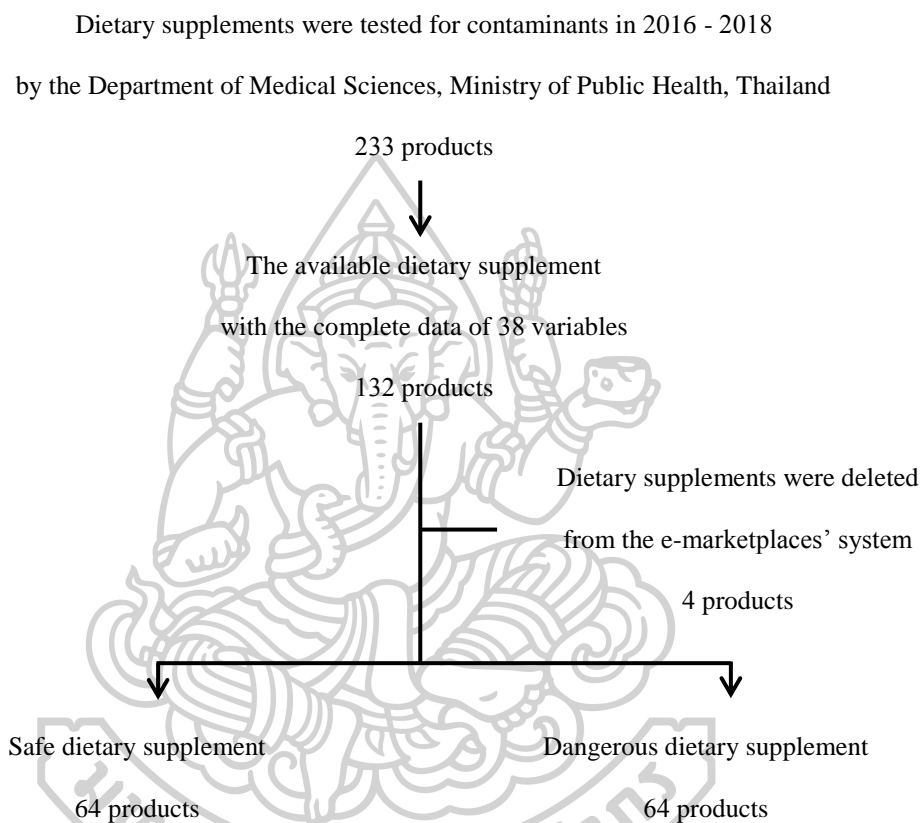 Dietary supplements were tested for contaminants in 2016 - 2018
by the Department of Medical Sciences, Ministry of Public Health, Thailand
233 products
The available dietary supplement
with the complete data of 38 variables
132 products
Dietary supplements were deleted
from the e-marketplaces’ system
4 products
Safe dietary supplement
64 products
Dangerous dietary supplement
64 products